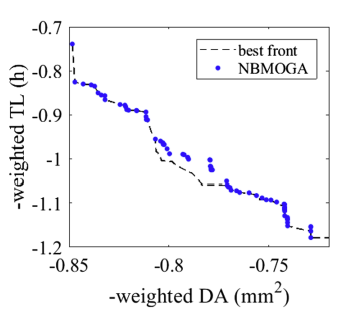 -0.7
-0.8
-0.9
-1
-1.1
-1.2
-weighted TL (h)
best front
NBMOGA
-0.85
-0.8
-0.75
-weighted DA (mm²)